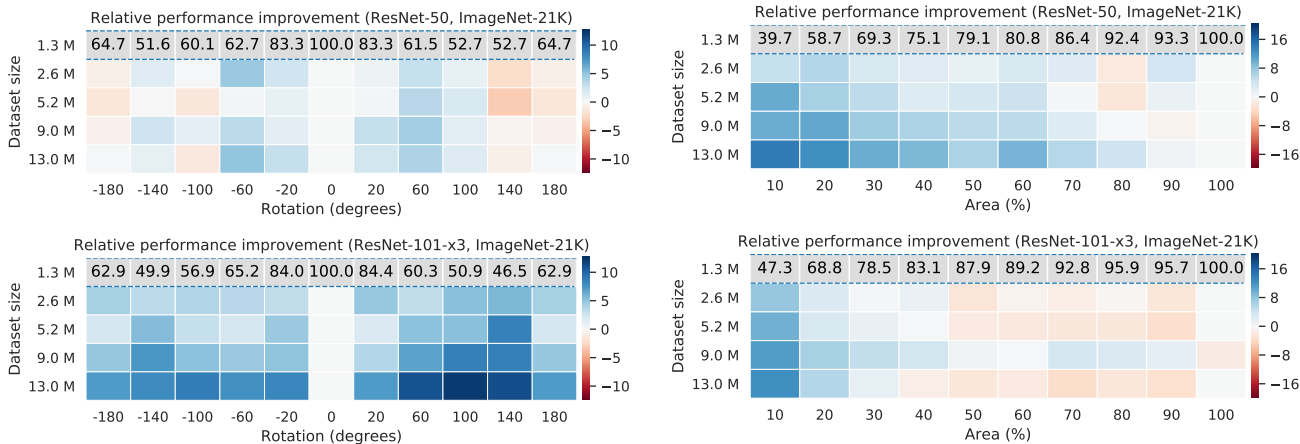 Relative performance improvement (ResNet-50, ImageNet-21K)
Dataset size
1.3 M 64.7 51.6 60.1 62.7 83.3 100.0 83.3 61.5 52.7 52.7 64.7
2.6 M
5.2 M
9.0 M
13.0 M
-180 -140 -100 -60 -20 0 20 60 100 140 180
Rotation (degrees)
10
5
0
−5
−10
Relative performance improvement (ResNet-50, ImageNet-21K)
Dataset size
1.3 M 39.7 58.7 69.3 75.1 79.1 80.8 86.4 92.4 93.3 100.0
2.6 M
5.2 M
9.0 M
13.0 M
10 20 30 40 50 60 70 80 90 100
Area (%)
16
8
0
−8
−16
Relative performance improvement (ResNet-101-x3, ImageNet-21K)
Dataset size
1.3 M 62.9 49.9 56.9 65.2 84.0 100.0 84.4 60.3 50.9 46.5 62.9
2.6 M
5.2 M
9.0 M
13.0 M
-180 -140 -100 -60 -20 0 20 60 100 140 180
Rotation (degrees)
10
5
0
−5
−10
Relative performance improvement (ResNet-101-x3, ImageNet-21K)
Dataset size
1.3 M 47.3 68.8 78.5 83.1 87.9 89.2 92.8 95.9 95.7 100.0
2.6 M
5.2 M
9.0 M
13.0 M
10 20 30 40 50 60 70 80 90 100
Area (%)
16
8
0
−8
−16